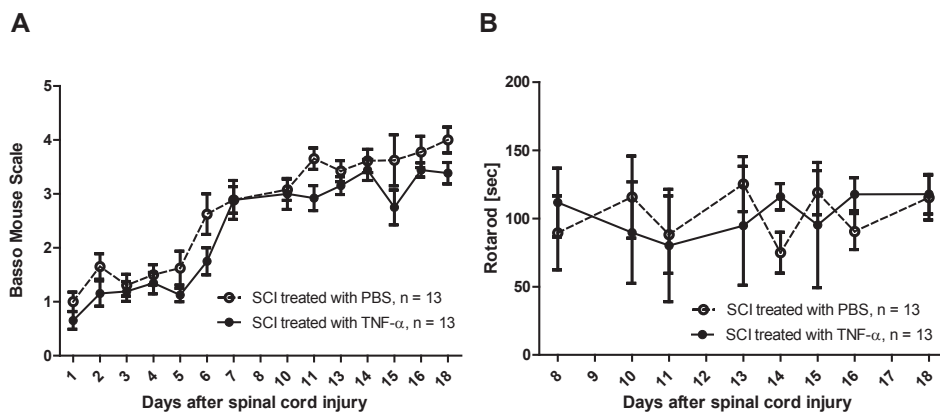 A
Basso Mouse Scale
5
4
3
2
1
0
SCI treated with PBS, n = 13
SCI treated with TNF-α, n = 13
1 2 3 4 5 6 7 8 10 11 13 14 15 16 18
Days after spinal cord injury
B
Rotarod [sec]
200
150
100
50
0
SCI treated with PBS, n = 13
SCI treated with TNF-α, n = 13
8 9 10 11 12 13 14 15 16 17 18
Days after spinal cord injury